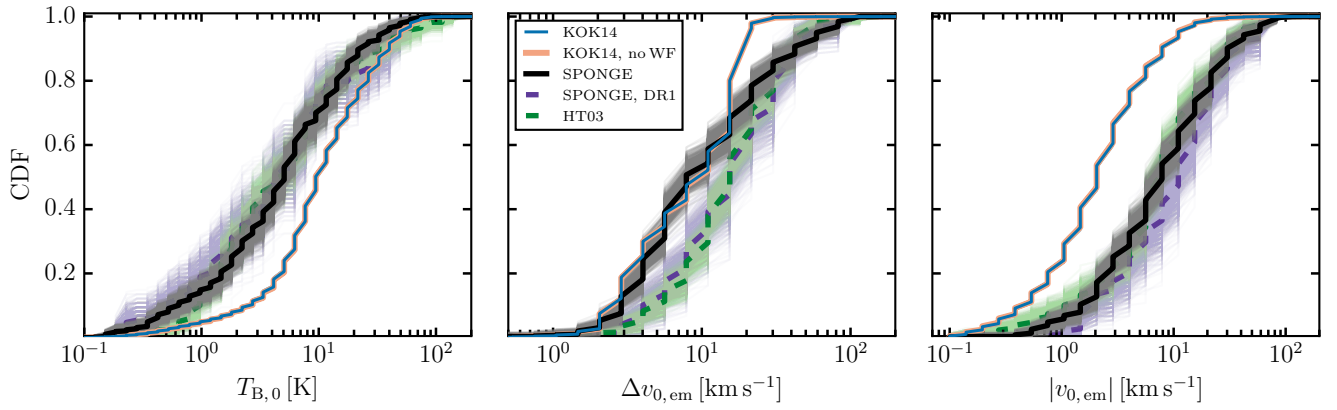 CDF
1.0
0.8
0.6
0.4
0.2
10⁻¹ 10⁰ 10¹ 10²
T_B,0 [K]
KOK14
KOK14, no WF
SPONGE
SPONGE, DR1
HT03
10⁰ 10¹ 10²
Δv_0,em [km s⁻¹]
10⁻¹ 10⁰ 10¹ 10²
|v_0,em| [km s⁻¹]